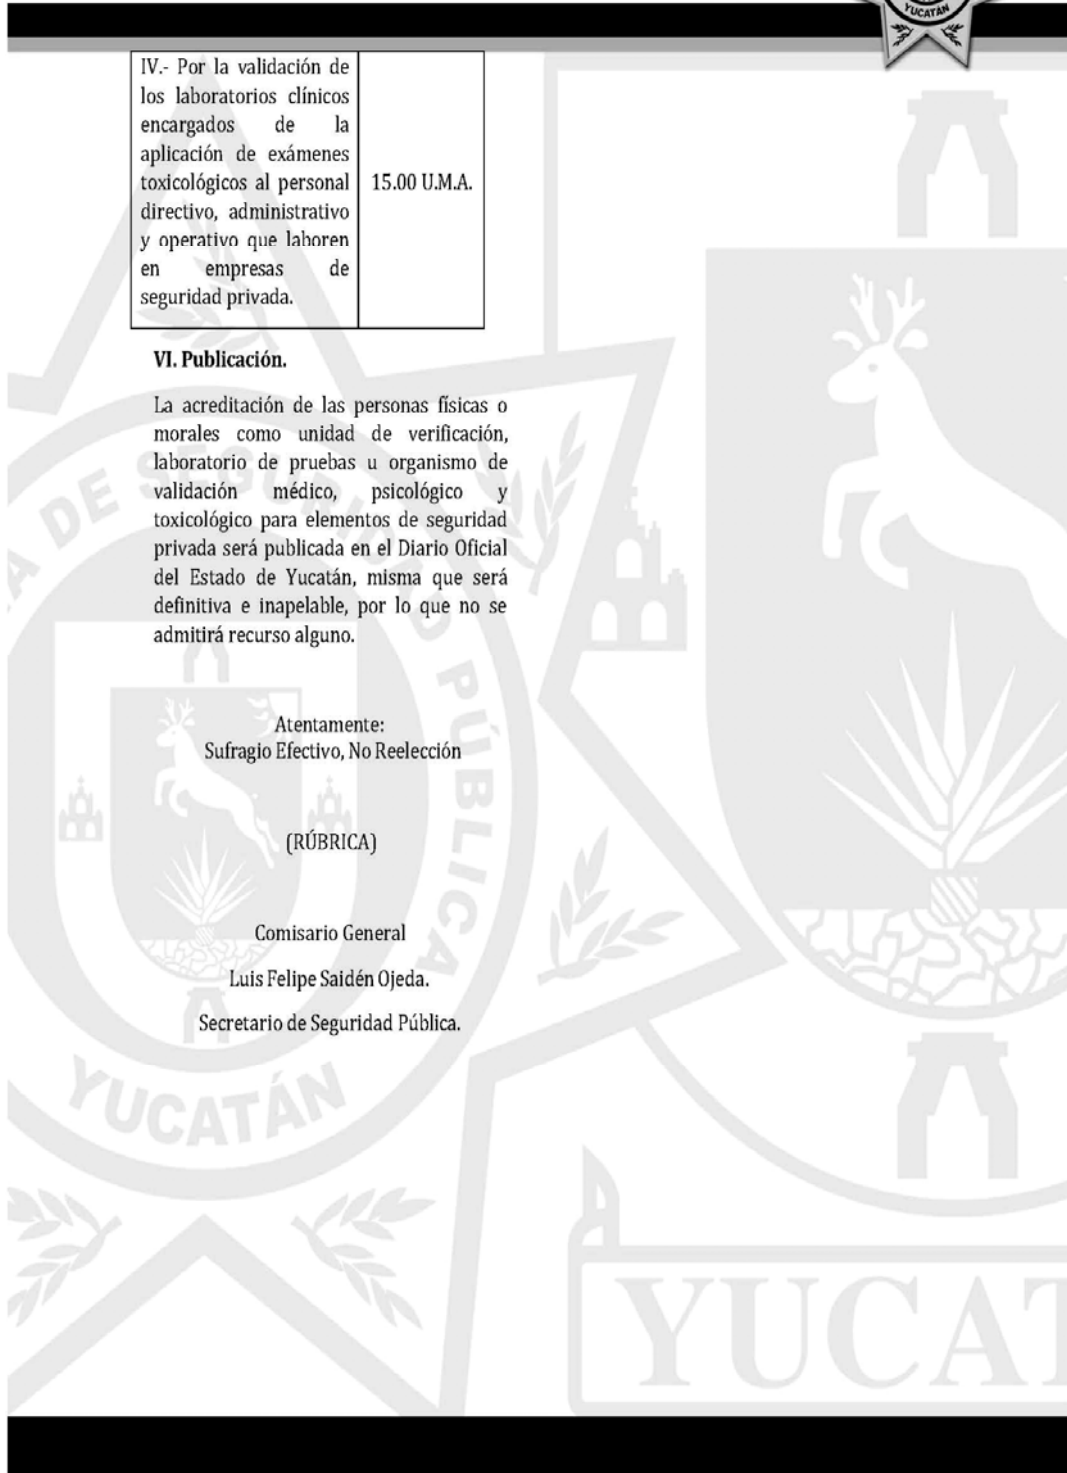 YUCATÁN
IV.- Por la validación de
los laboratorios clínicos
encargados de la
aplicación de exámenes
toxicológicos al personal
directivo, administrativo
y operativo que laboren
en empresas de
seguridad privada.
15.00 U.M.A.
VI. Publicación.
La acreditación de las personas físicas o
morales como unidad de verificación,
laboratorio de pruebas u organismo de
validación médico, psicológico y
toxicológico para elementos de seguridad
privada será publicada en el Diario Oficial
del Estado de Yucatán, misma que será
definitiva e inapelable, por lo que no se
admitirá recurso alguno.
Atentamente:
Sufragio Efectivo, No Reelección
(RÚBRICA)
Comisario General
Luis Felipe Saidén Ojeda.
Secretario de Seguridad Pública.
A DE SEGURIDAD PÚBLICA
YUCATÁN
YUCAT